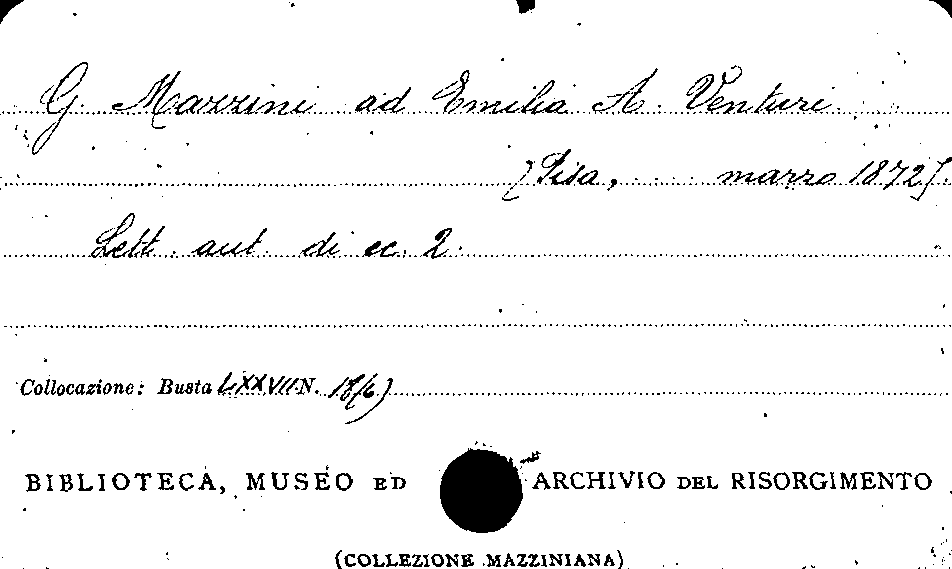 G. Mazzini ad Emilia A. Venturi
[Pisa, ..... marzo 1872].
Lett. aut. di cc. 2.
Collocazione: Busta LXXVIII N. 18/6)
BIBLIOTECA, MUSEO ED ARCHIVIO DEL RISORGIMENTO
(COLLEZIONE MAZZINIANA)